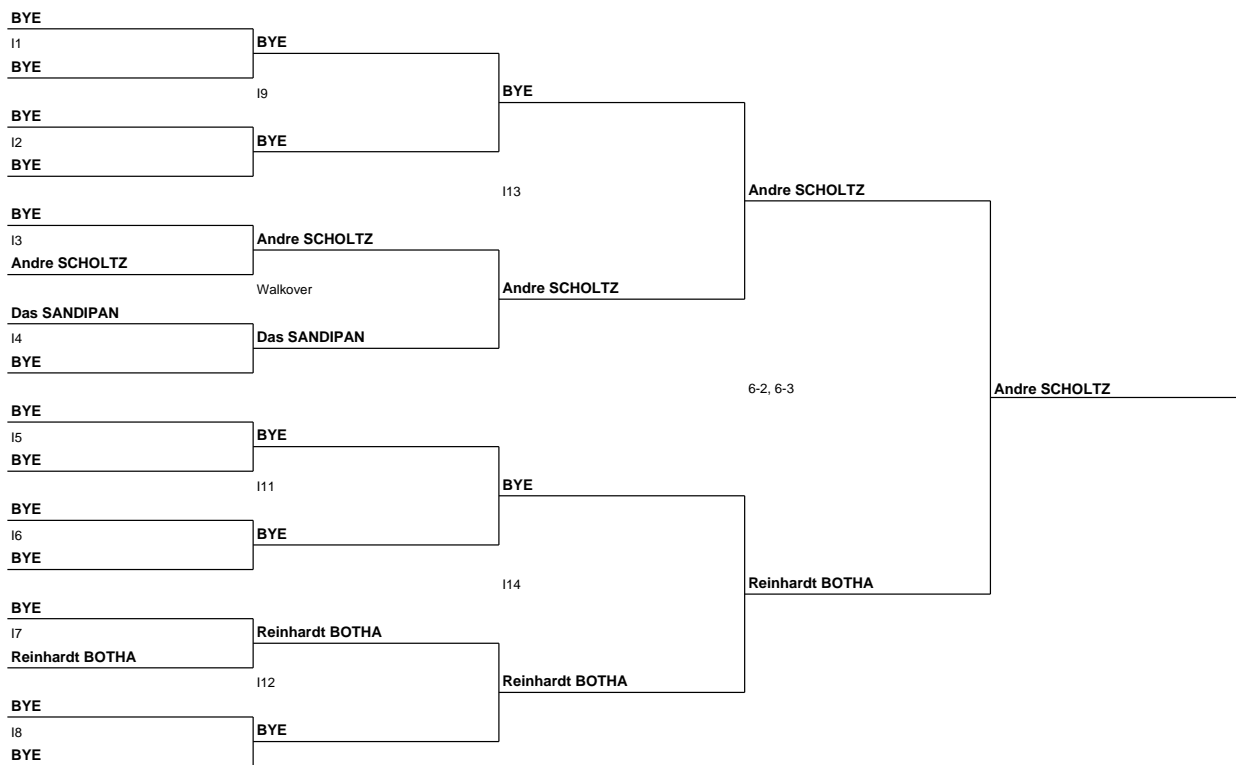 BYE
I1
BYE
BYE
I9
BYE
BYE
I2
BYE
BYE
I13
Andre SCHOLTZ
BYE
I3
Andre SCHOLTZ
Andre SCHOLTZ
Walkover
Andre SCHOLTZ
Das SANDIPAN
I4
Das SANDIPAN
BYE
6-2, 6-3
Andre SCHOLTZ
BYE
I5
BYE
BYE
I11
BYE
BYE
I6
BYE
BYE
I14
Reinhardt BOTHA
BYE
I7
Reinhardt BOTHA
Reinhardt BOTHA
I12
Reinhardt BOTHA
BYE
I8
BYE
BYE